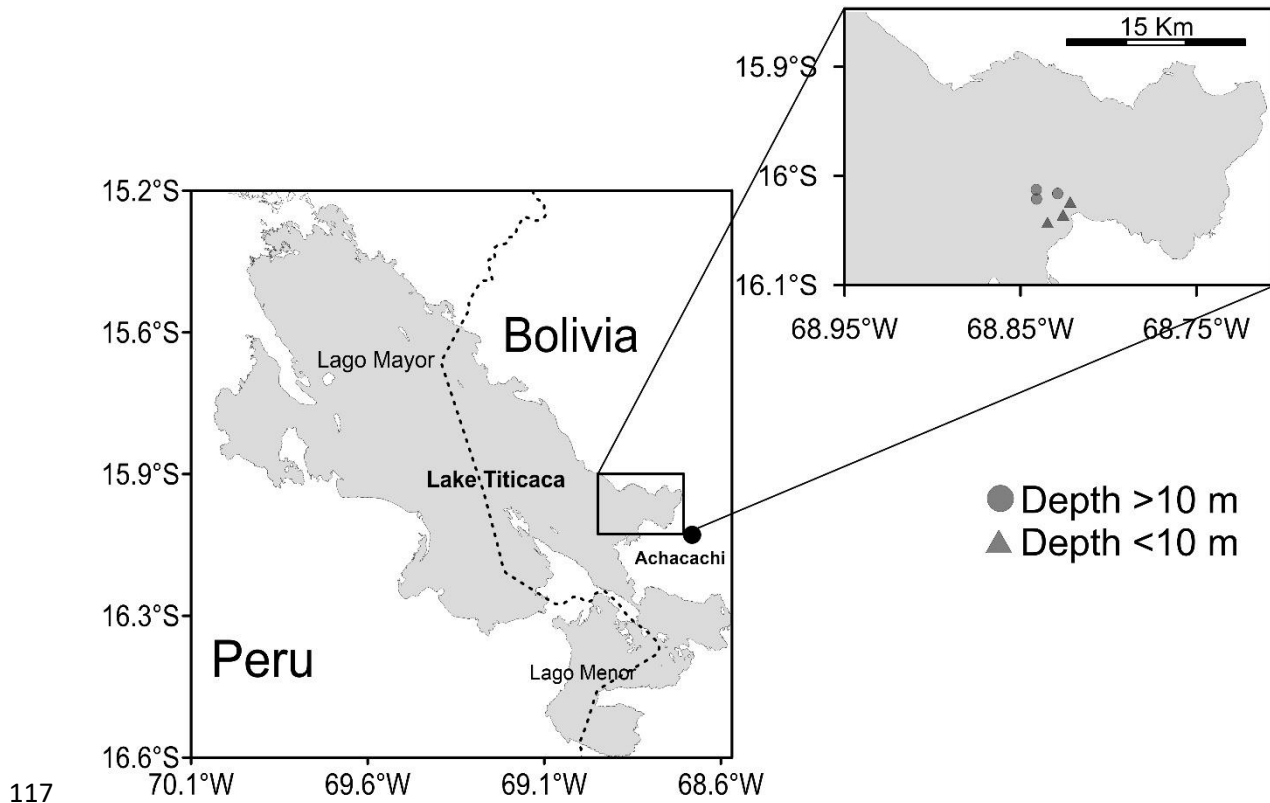 15 Km
15.9°S
16°S
16.1°S
68.95°W
68.85°W
68.75°W
15.2°S
15.6°S
15.9°S
16.3°S
16.6°S
Bolivia
Lago Mayor
Lake Titicaca
Achacachi
Peru
Lago Menor
70.1°W
69.6°W
69.1°W
68.6°W
Depth >10 m
Depth <10 m
117